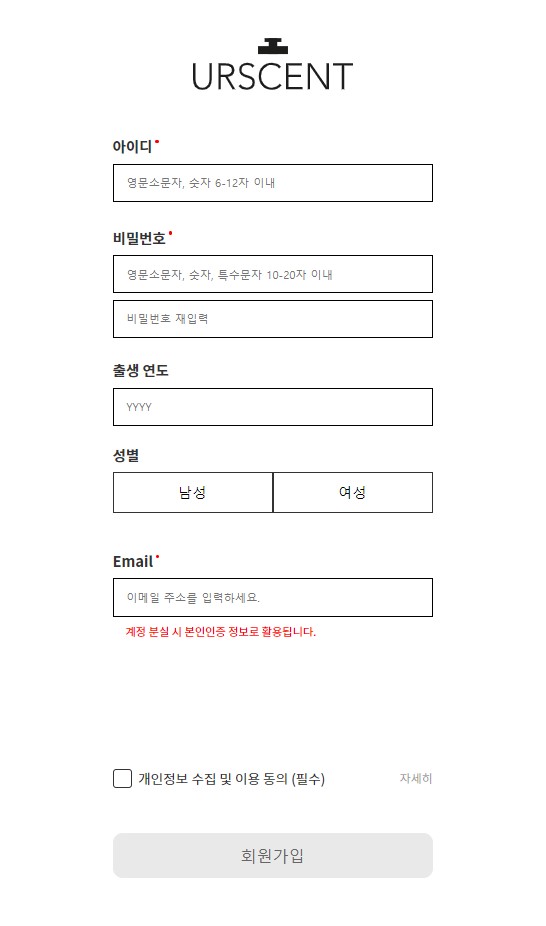 URSCENT
아이디
영문소문자, 숫자 6-12자 이내
비밀번호
영문소문자, 숫자, 특수문자 10-20자 이내
비밀번호 재입력
출생 연도
YYYY
성별
남성 여성
Email
이메일 주소를 입력하세요.
계정 분실 시 본인인증 정보로 활용됩니다.
개인정보 수집 및 이용 동의 (필수) 자세히
회원가입